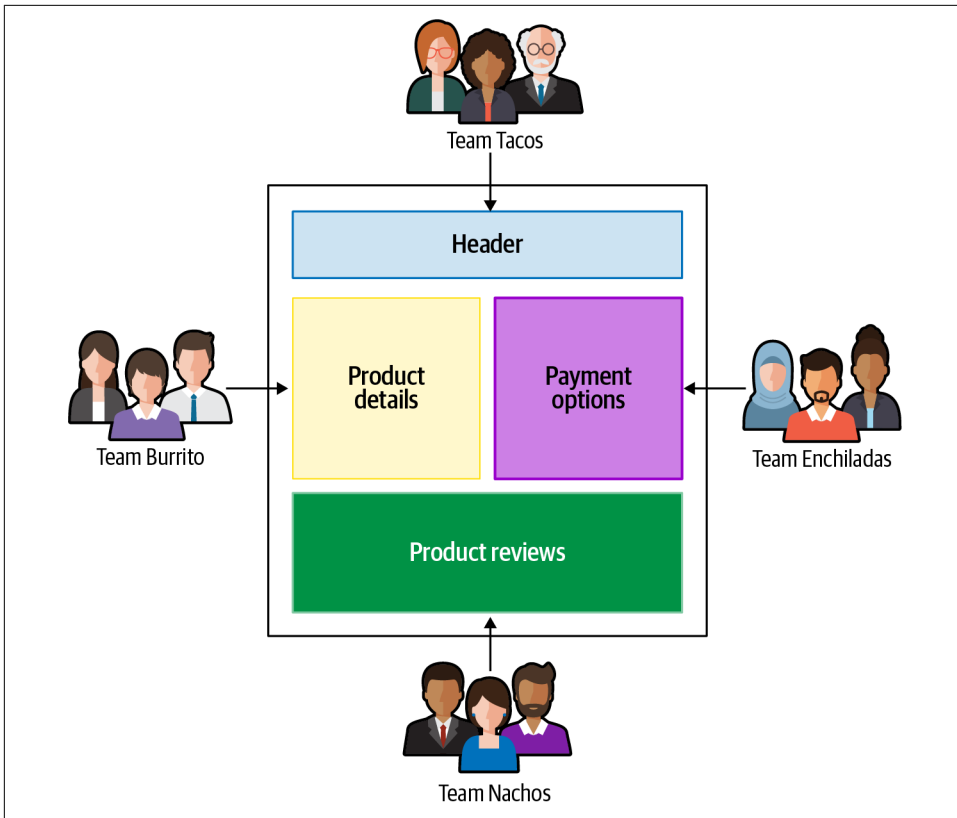 Team Tacos
Header
Product
details
Payment
options
Team Burrito
Team Enchiladas
Product reviews
Team Nachos